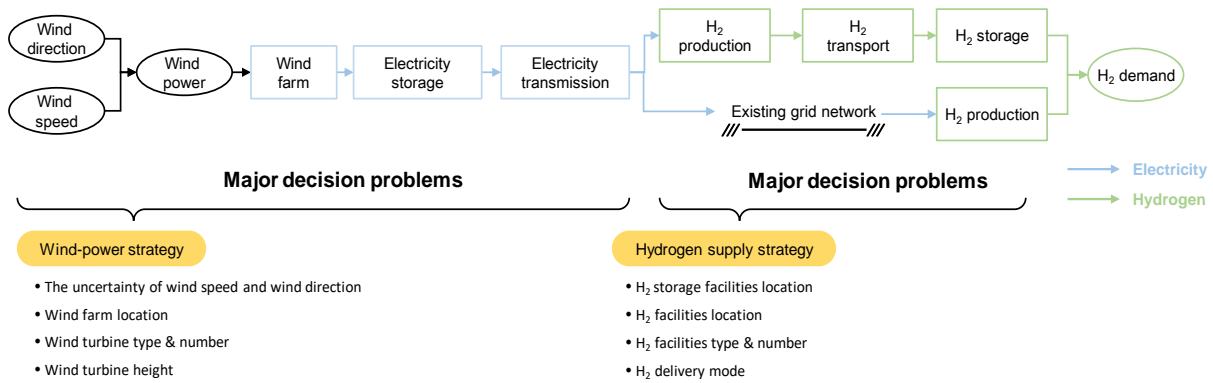 Wind
direction
Wind
speed
Wind
power
Wind
farm
Electricity
storage
Electricity
transmission
H₂
production
H₂
transport
H₂ storage
Existing grid network
H₂ production
H₂ demand
Electricity
Hydrogen
Major decision problems
Wind-power strategy
• The uncertainty of wind speed and wind direction
• Wind farm location
• Wind turbine type & number
• Wind turbine height
Major decision problems
Hydrogen supply strategy
• H₂ storage facilities location
• H₂ facilities location
• H₂ facilities type & number
• H₂ delivery mode